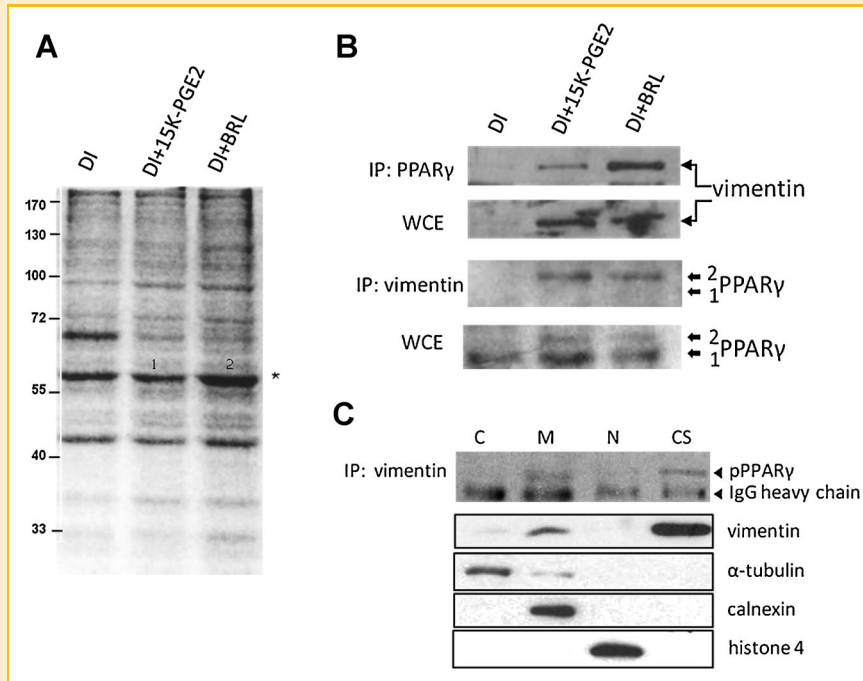 A
DI
DI+15K-PGE2
DI+BRL
170
130
100
72
55
40
33
1
2
*
B
DI
DI+15K-PGE2
DI+BRL
IP: PPARγ
vimentin
WCE
IP: vimentin
2
1
PPARγ
WCE
2
1
PPARγ
C
C M N CS
IP: vimentin
pPPARγ
IgG heavy chain
vimentin
α-tubulin
calnexin
histone 4